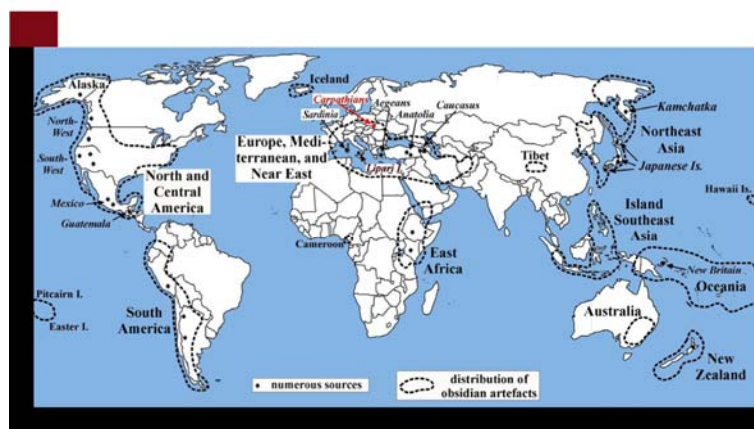 Alaska
Iceland
Carpathians
Aegeans
Sardinia
Anatolia
Caucasus
North-
West
Kamchatka
Europe, Medi-
terranean, and
Near East
Northeast
Asia
South-
West
Tibet
Lipari I.
Japanese Is.
North and
Central
America
Hawaii Is.
Mexico
Island
Southeast
Asia
Guatemala
Cameroon
East
Africa
New Britain
Oceania
Pitcairn I.
South
America
Australia
Easter I.
New
Zealand
numerous sources
distribution of
obsidian artefacts